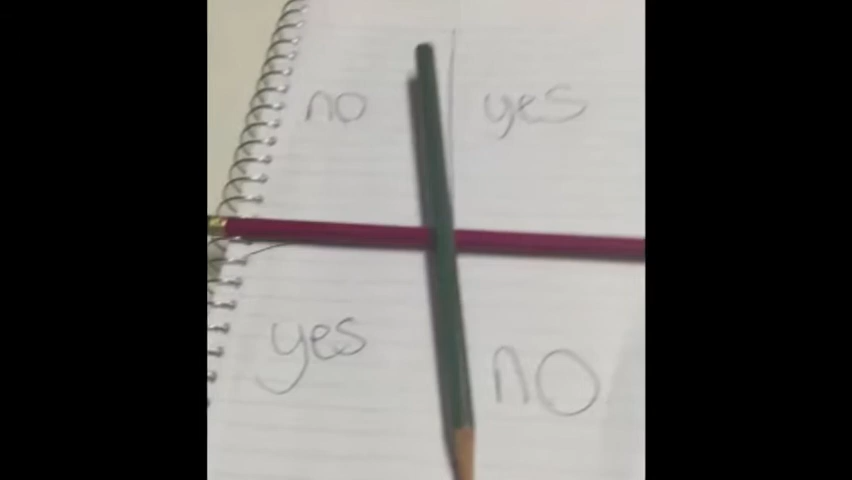 no yes
yes no